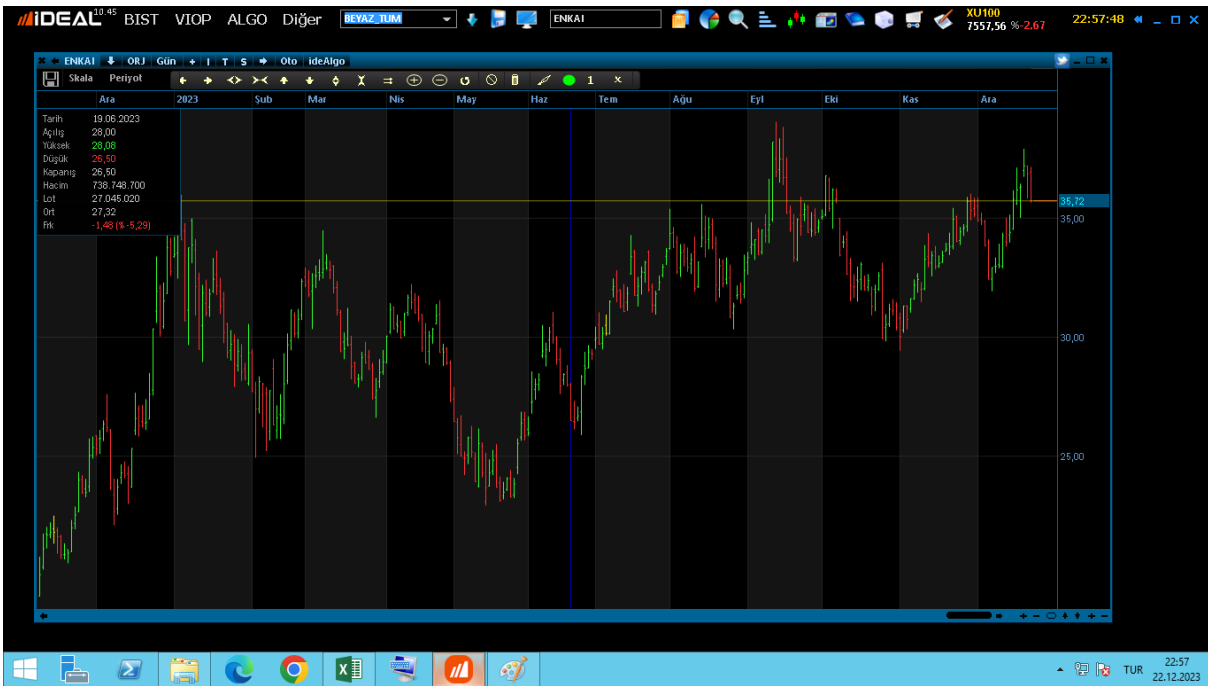 iDEAL 10.45 BIST VIOP ALGO Diğer BEYAZ_TUM ENKAI XU100 22:57:48
7557,56 %-2.67
ENKAI ORJ Gün + I T S Oto ideAlgo
Skala Periyot 1 x
Ara 2023 Şub Mar Nis May Haz Tem Ağu Eyl Eki Kas Ara
Tarih 19.06.2023
Açılış 28,00
Yüksek 28,08
Düşük 26,50
Kapanış 26,50
Hacim 738.748.700
Lot 27.045.020
Ort 27,32
Frk -1,48 (% -5,29)
35,72
35,00
30,00
25,00
22:57
TUR
22.12.2023